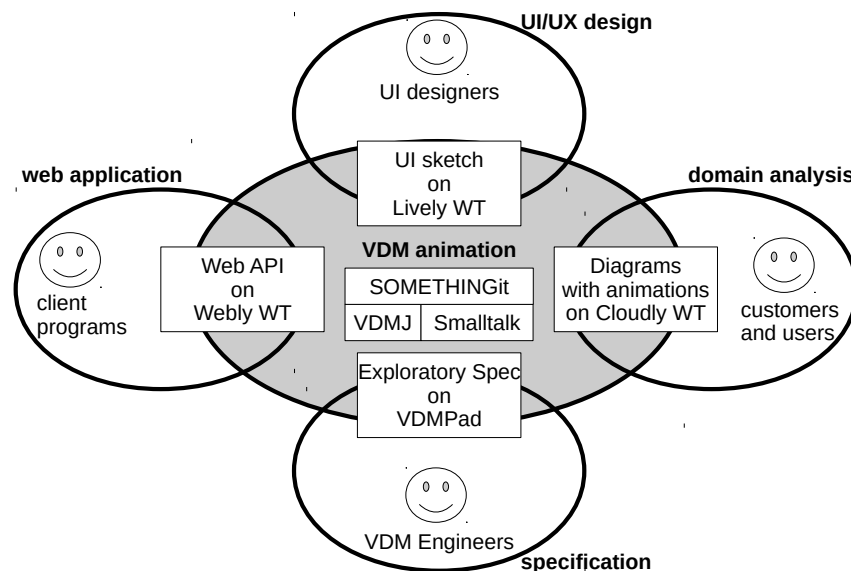 UI/UX design
UI designers
UI sketch
on
Lively WT
web application
domain analysis
VDM animation
Web API
on
Webly WT
SOMETHINGit
VDMJ
Smalltalk
Diagrams
with animations
on Cloudly WT
client
programs
customers
and users
Exploratory Spec
on
VDMPad
VDM Engineers
specification